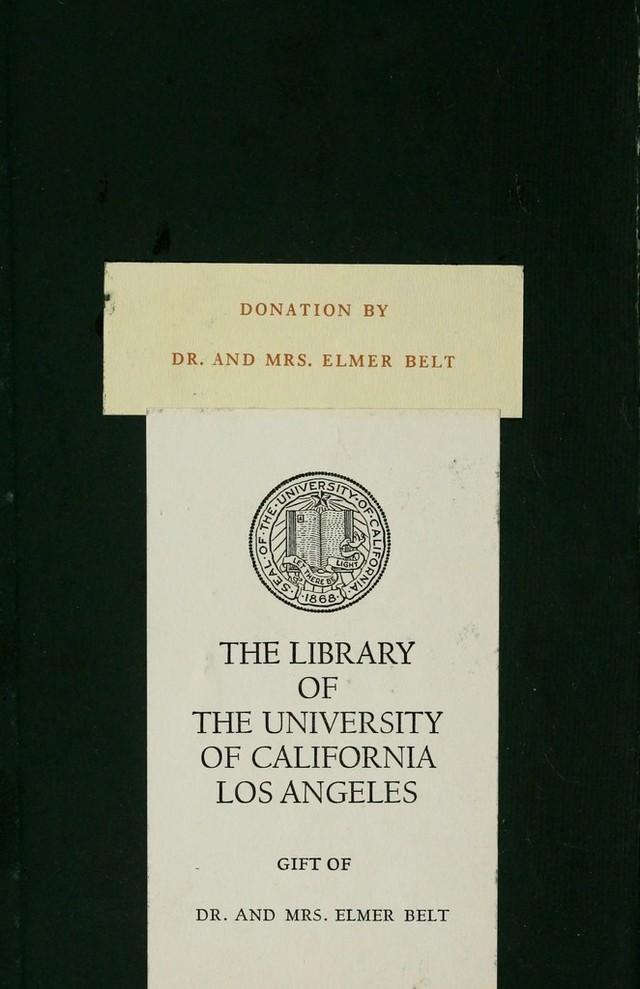 DONATION BY
DR. AND MRS. ELMER BELT
SEAL·OF·THE·UNIVERSITY·OF·CALIFORNIA
LET THERE BE LIGHT
·1868·
THE LIBRARY
OF
THE UNIVERSITY
OF CALIFORNIA
LOS ANGELES
GIFT OF
DR. AND MRS. ELMER BELT